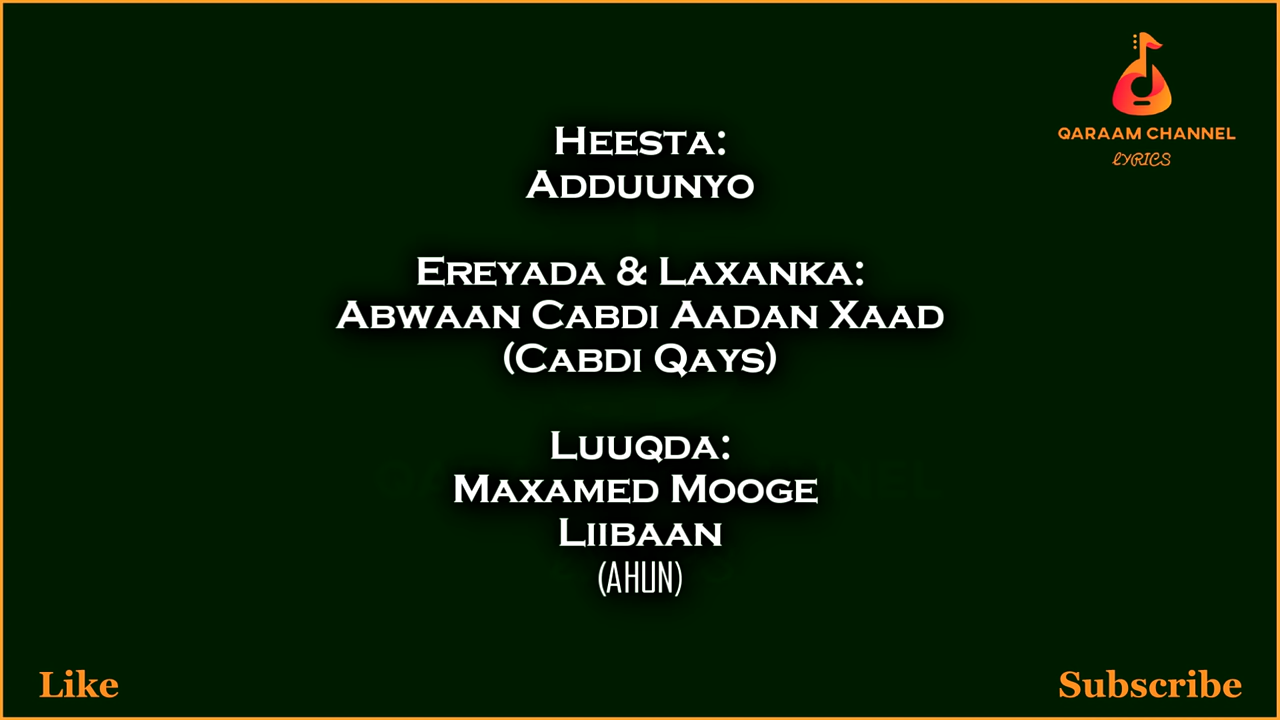 QARAAM CHANNEL
LYRICS
Heesta:
Adduunyo
Ereyada & Laxanka:
Abwaan Cabdi Aadan Xaad
(Cabdi Qays)
Luuqda:
Maxamed Mooge
Liibaan
(AHUN)
Like
Subscribe